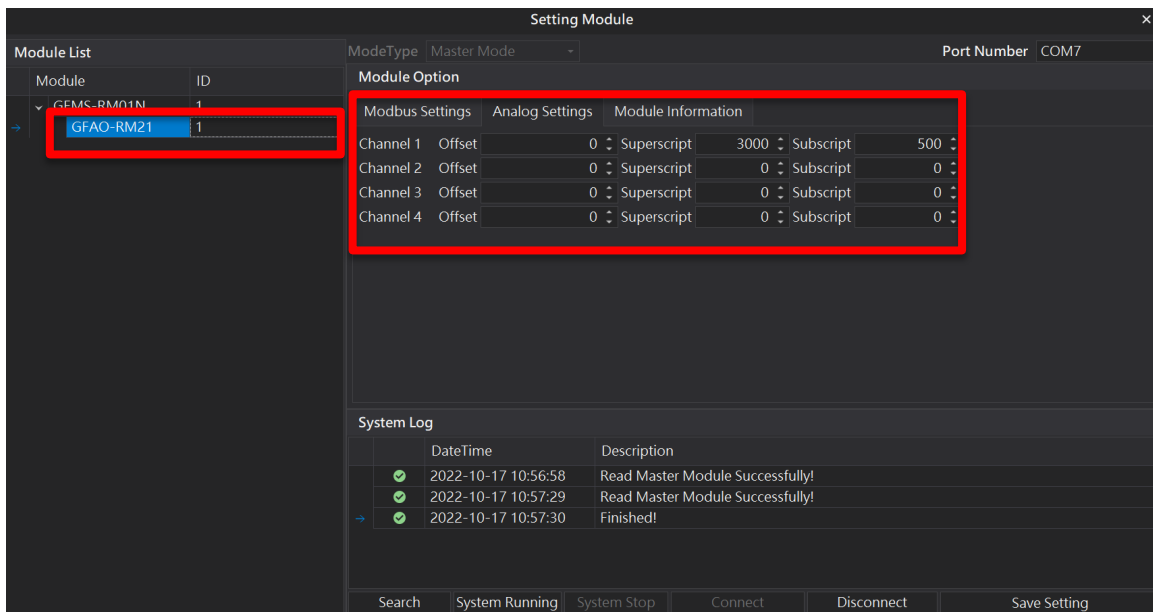 Setting Module ×
Module List
Module ID
GFMS-RM01N 1
GFAO-RM21 1
ModeType Master Mode Port Number COM7
Module Option
Modbus Settings Analog Settings Module Information
Channel 1 Offset 0 Superscript 3000 Subscript 500
Channel 2 Offset 0 Superscript 0 Subscript 0
Channel 3 Offset 0 Superscript 0 Subscript 0
Channel 4 Offset 0 Superscript 0 Subscript 0
System Log
DateTime Description
2022-10-17 10:56:58 Read Master Module Successfully!
2022-10-17 10:57:29 Read Master Module Successfully!
2022-10-17 10:57:30 Finished!
Search System Running System Stop Connect Disconnect Save Setting